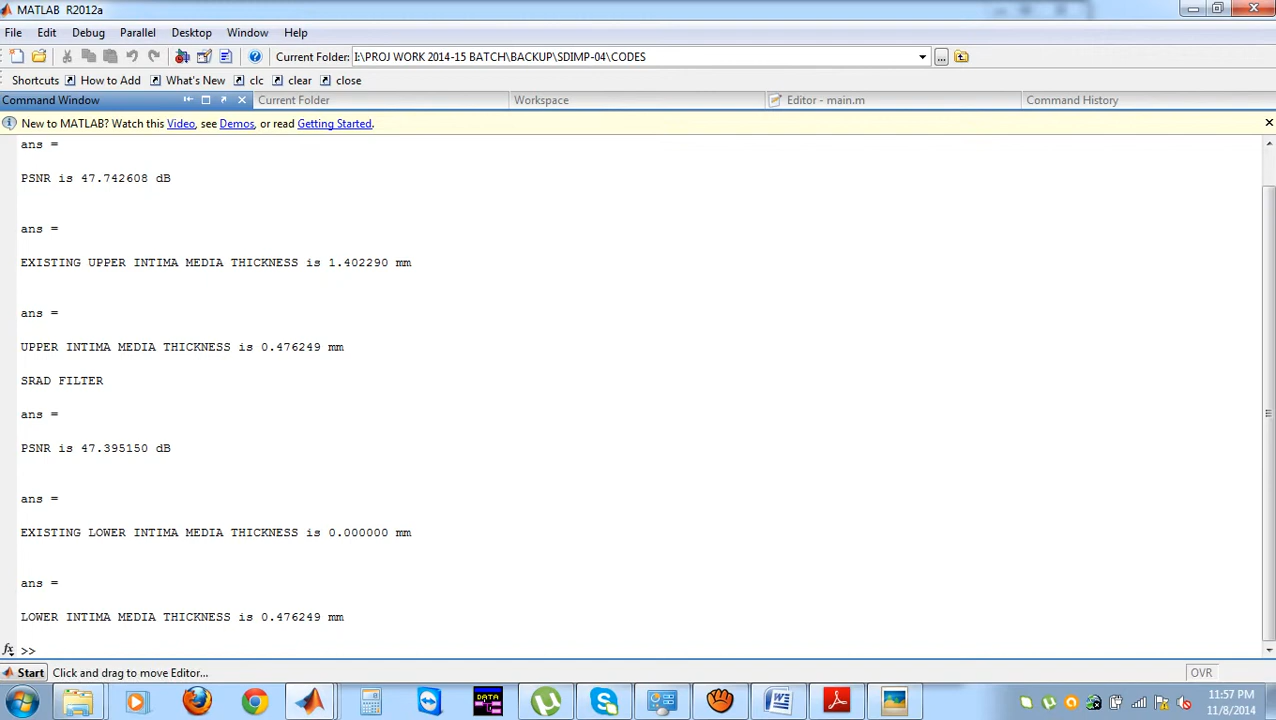 MATLAB R2012a
File Edit Debug Parallel Desktop Window Help
Current Folder: I:\PROJ WORK 2014-15 BATCH\BACKUP\SDIMP-04\CODES
Shortcuts How to Add What's New clc clear close
Command Window Current Folder Workspace Editor - main.m Command History
New to MATLAB? Watch this Video, see Demos, or read Getting Started.
ans =
PSNR is 47.742608 dB
ans =
EXISTING UPPER INTIMA MEDIA THICKNESS is 1.402290 mm
ans =
UPPER INTIMA MEDIA THICKNESS is 0.476249 mm
SRAD FILTER
ans =
PSNR is 47.395150 dB
ans =
EXISTING LOWER INTIMA MEDIA THICKNESS is 0.000000 mm
ans =
LOWER INTIMA MEDIA THICKNESS is 0.476249 mm
fx >>
Start Click and drag to move Editor... OVR
DATA
11:57 PM
11/8/2014